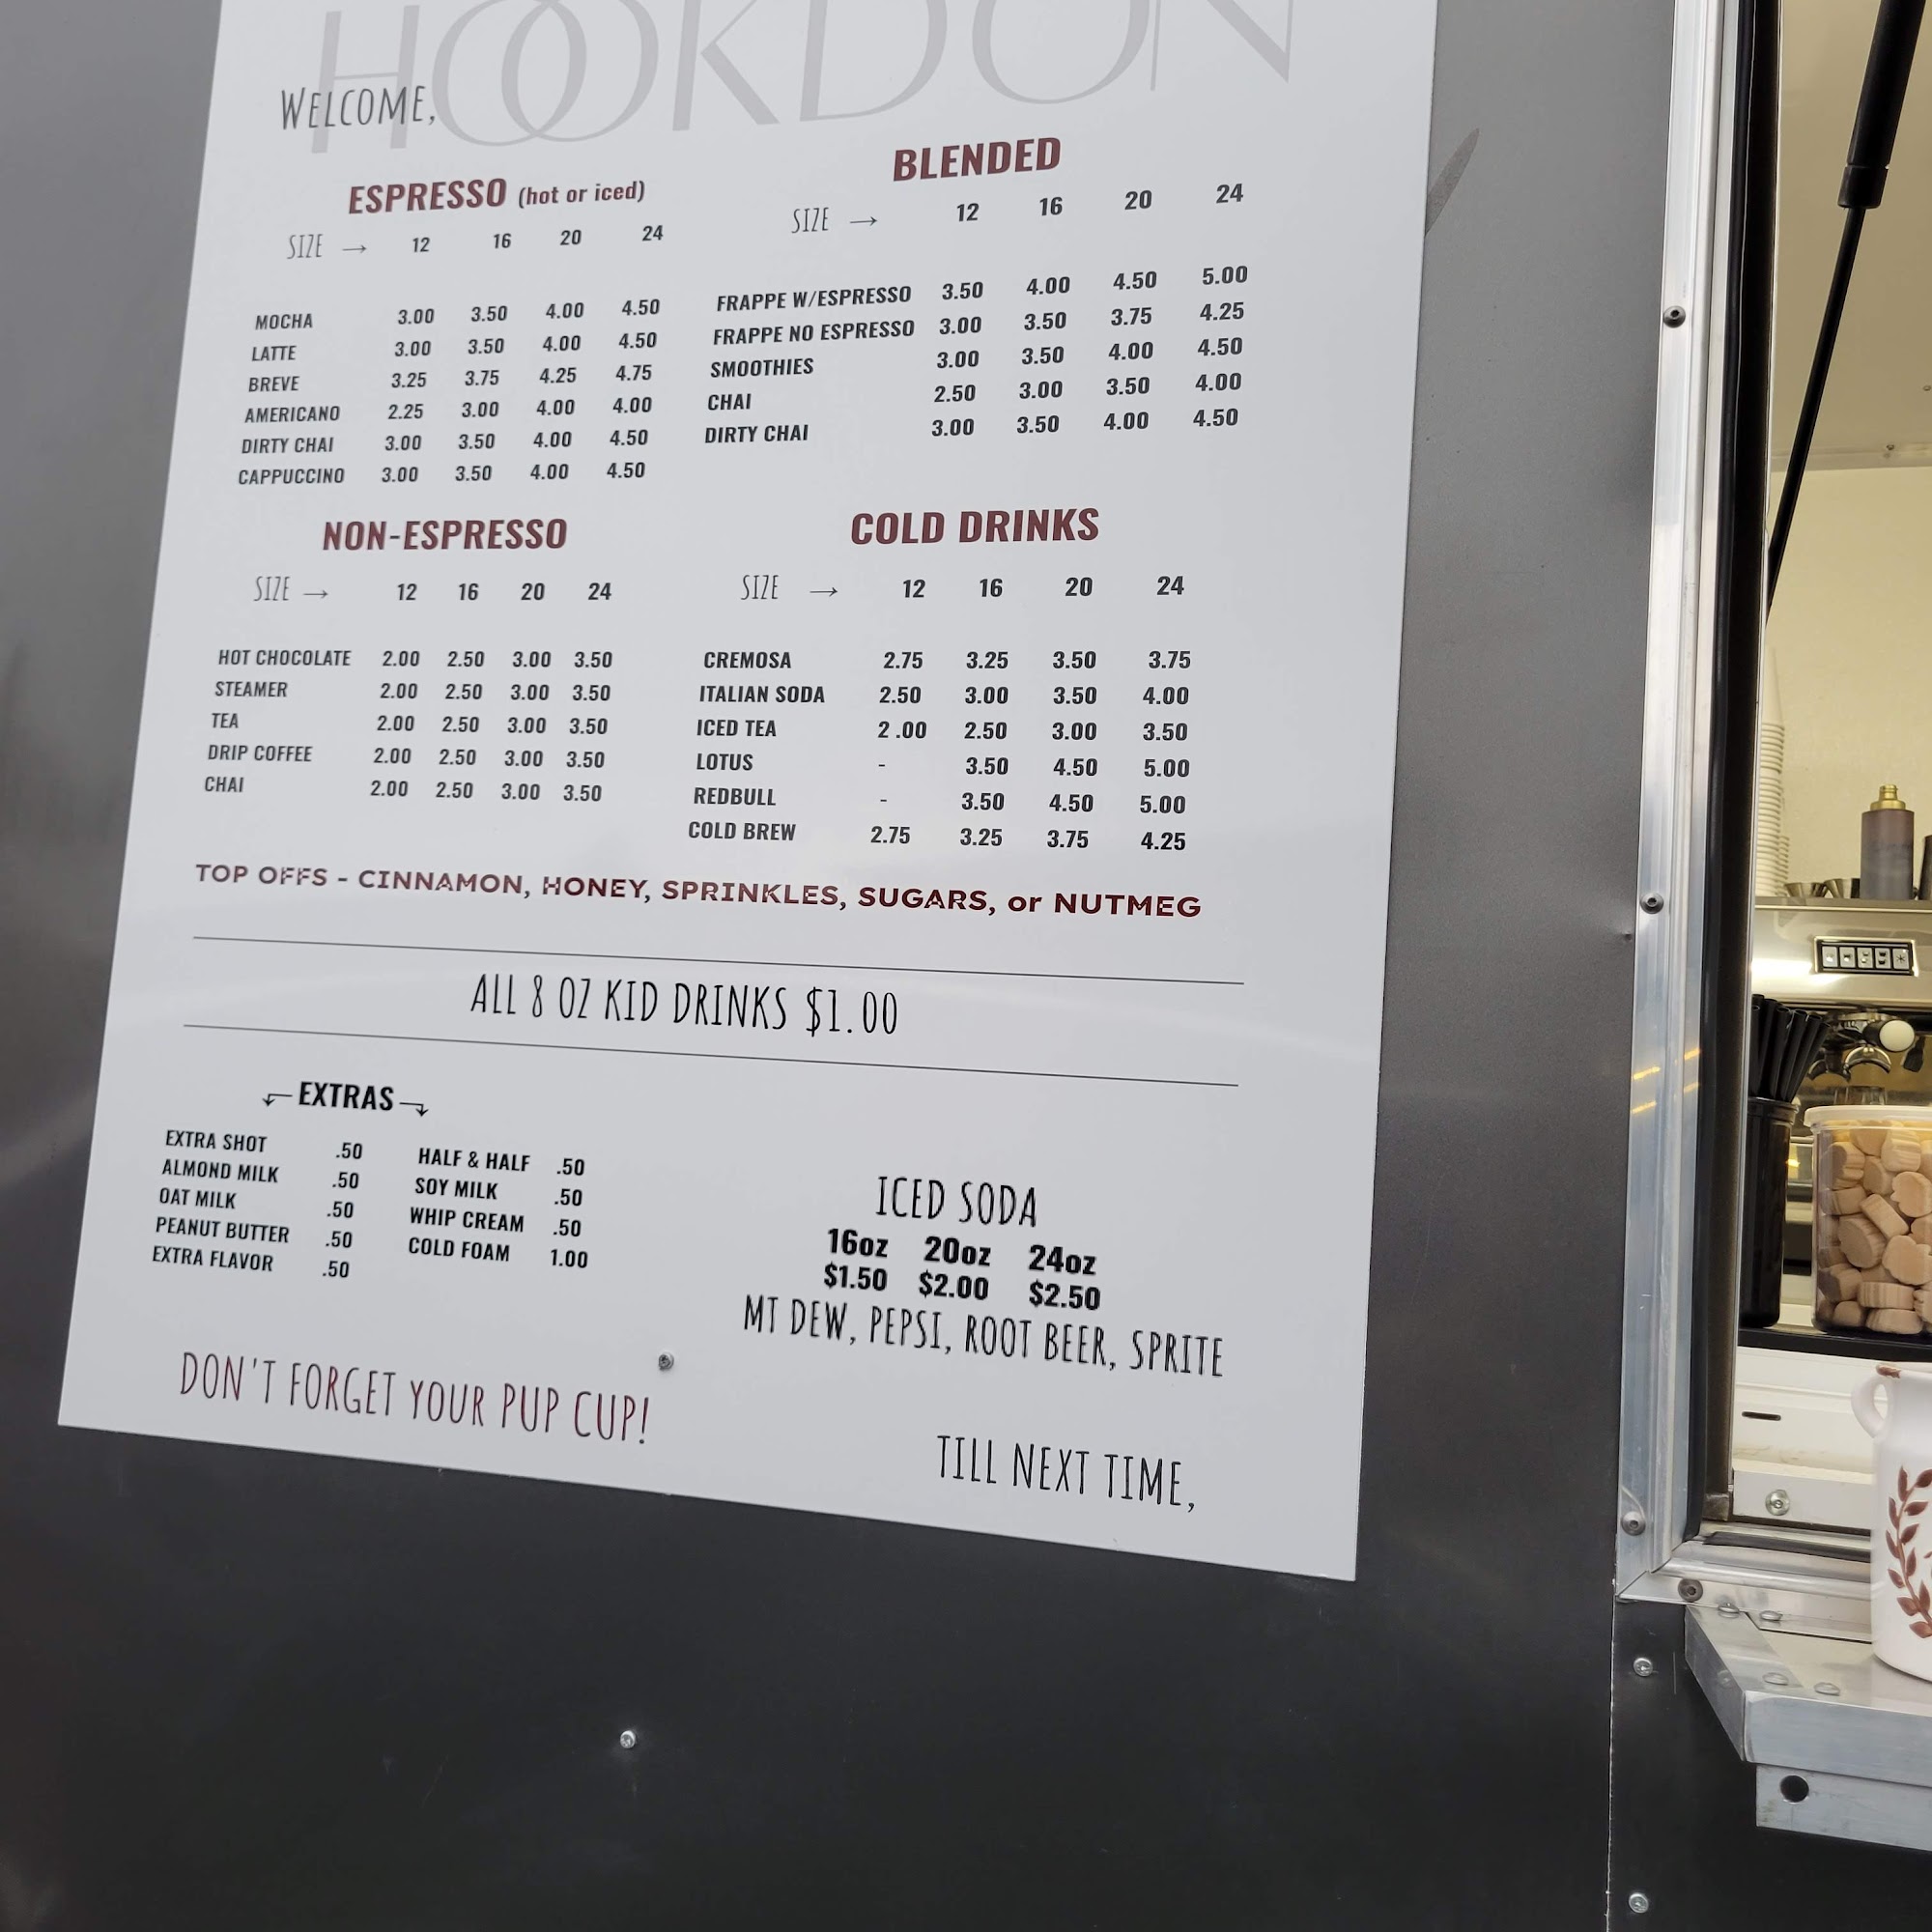 HOOKDON
WELCOME,
ESPRESSO (hot or iced)
SIZE → 12 16 20 24
MOCHA 3.00 3.50 4.00 4.50
LATTE 3.00 3.50 4.00 4.50
BREVE 3.25 3.75 4.25 4.75
AMERICANO 2.25 3.00 4.00 4.00
DIRTY CHAI 3.00 3.50 4.00 4.50
CAPPUCCINO 3.00 3.50 4.00 4.50
BLENDED
SIZE → 12 16 20 24
FRAPPE W/ESPRESSO 3.50 4.00 4.50 5.00
FRAPPE NO ESPRESSO 3.00 3.50 3.75 4.25
SMOOTHIES 3.00 3.50 4.00 4.50
CHAI 2.50 3.00 3.50 4.00
DIRTY CHAI 3.00 3.50 4.00 4.50
NON-ESPRESSO
SIZE → 12 16 20 24
HOT CHOCOLATE 2.00 2.50 3.00 3.50
STEAMER 2.00 2.50 3.00 3.50
TEA 2.00 2.50 3.00 3.50
DRIP COFFEE 2.00 2.50 3.00 3.50
CHAI 2.00 2.50 3.00 3.50
COLD DRINKS
SIZE → 12 16 20 24
CREMOSA 2.75 3.25 3.50 3.75
ITALIAN SODA 2.50 3.00 3.50 4.00
ICED TEA 2 .00 2.50 3.00 3.50
LOTUS - 3.50 4.50 5.00
REDBULL - 3.50 4.50 5.00
COLD BREW 2.75 3.25 3.75 4.25
TOP OFFS - CINNAMON, HONEY, SPRINKLES, SUGARS, or NUTMEG
ALL 8 OZ KID DRINKS $1.00
EXTRAS
EXTRA SHOT .50
ALMOND MILK .50
OAT MILK .50
PEANUT BUTTER .50
EXTRA FLAVOR .50
HALF & HALF .50
SOY MILK .50
WHIP CREAM .50
COLD FOAM 1.00
ICED SODA
16oz 20oz 24oz
$1.50 $2.00 $2.50
MT DEW, PEPSI, ROOT BEER, SPRITE
DON'T FORGET YOUR PUP CUP!
TILL NEXT TIME,